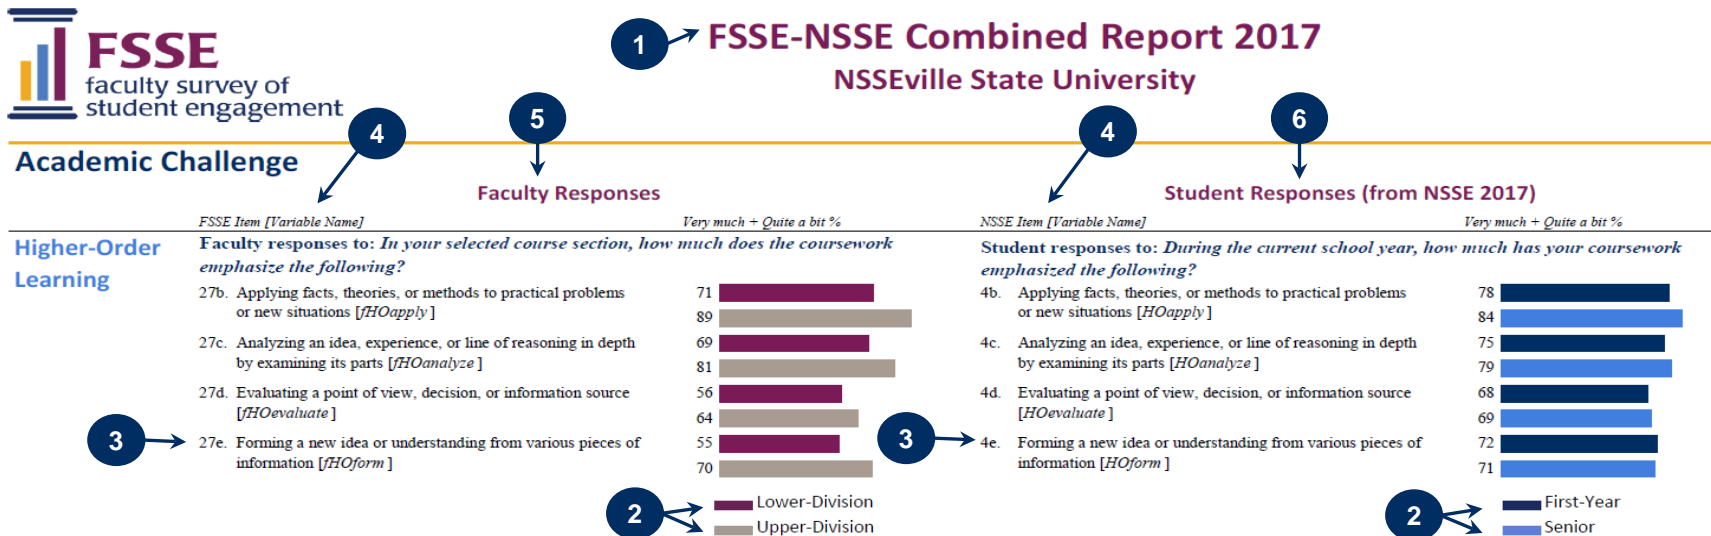 FSSE
faculty survey of
student engagement
1
FSSE-NSSE Combined Report 2017
NSSEville State University
4
5
4
6
Academic Challenge
Faculty Responses
Student Responses (from NSSE 2017)
FSSE Item [Variable Name]
Very much + Quite a bit %
NSSE Item [Variable Name]
Very much + Quite a bit %
Higher-Order
Learning
Faculty responses to: In your selected course section, how much does the coursework
emphasize the following?
27b. Applying facts, theories, or methods to practical problems
or new situations [fHOapply ]
71
89
27c. Analyzing an idea, experience, or line of reasoning in depth
by examining its parts [fHOanalyze ]
69
81
27d. Evaluating a point of view, decision, or information source
[fHOevaluate ]
56
64
3
27e. Forming a new idea or understanding from various pieces of
information [fHOform ]
55
70
2
Lower-Division
Upper-Division
Student responses to: During the current school year, how much has your coursework
emphasized the following?
4b. Applying facts, theories, or methods to practical problems
or new situations [HOapply ]
78
84
4c. Analyzing an idea, experience, or line of reasoning in depth
by examining its parts [HOanalyze ]
75
79
4d. Evaluating a point of view, decision, or information source
[HOevaluate ]
68
69
3
4e. Forming a new idea or understanding from various pieces of
information [HOform ]
72
71
2
First-Year
Senior